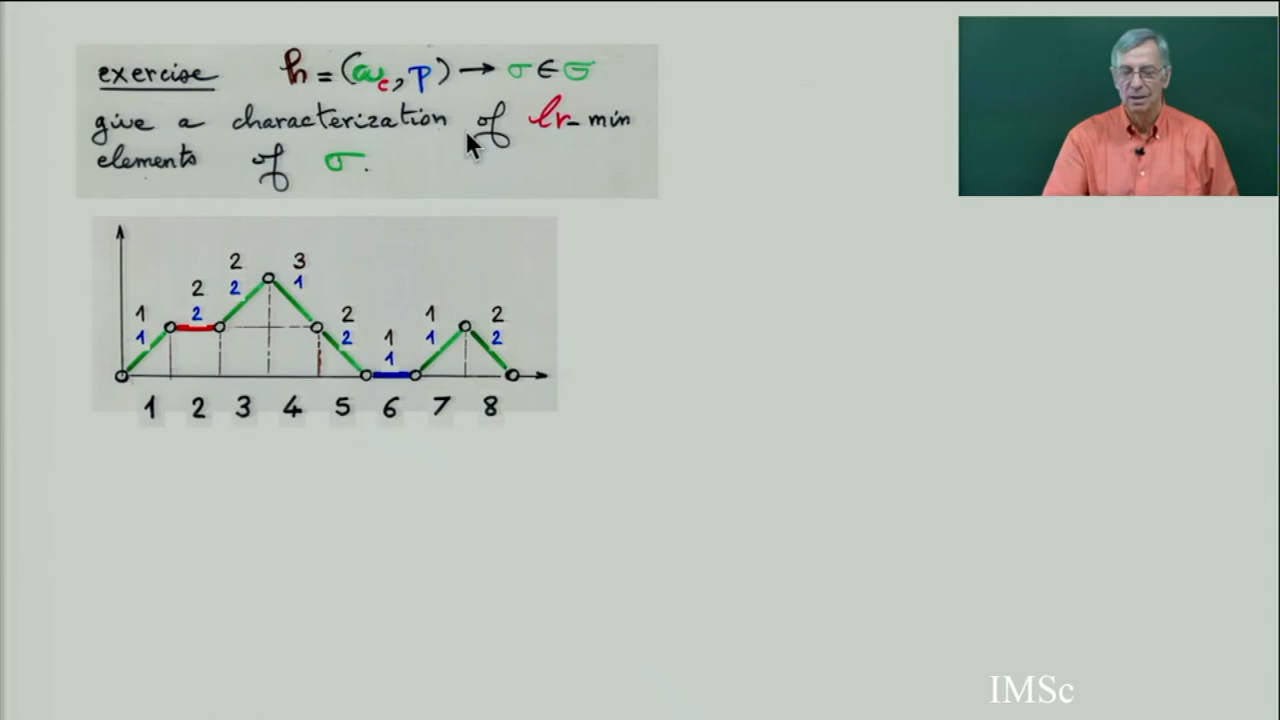 exercise h = (ω_c, p) → σ ∈ 𝔖
give a characterization of lr-min
elements of σ.
2 3
2 2 1
1 2 2 1
1 2 1 1 2
1 2
1 2 3 4 5 6 7 8
IMSc